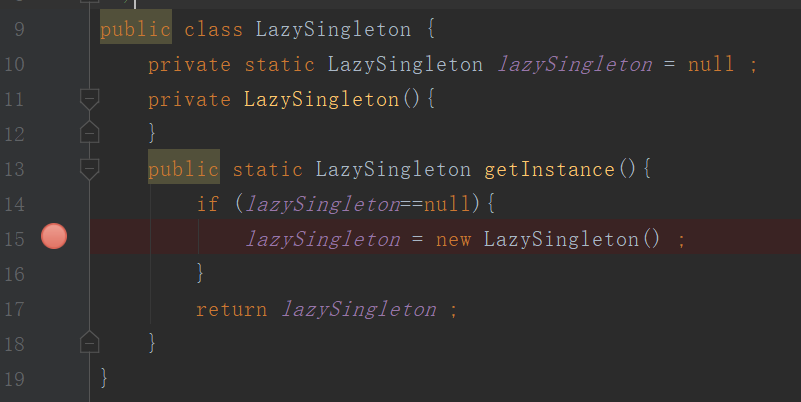 9 public class LazySingleton {
10 private static LazySingleton lazySingleton = null ;
11 private LazySingleton(){
12 }
13 public static LazySingleton getInstance(){
14 if (lazySingleton==null){
15 lazySingleton = new LazySingleton() ;
16 }
17 return lazySingleton ;
18 }
19 }